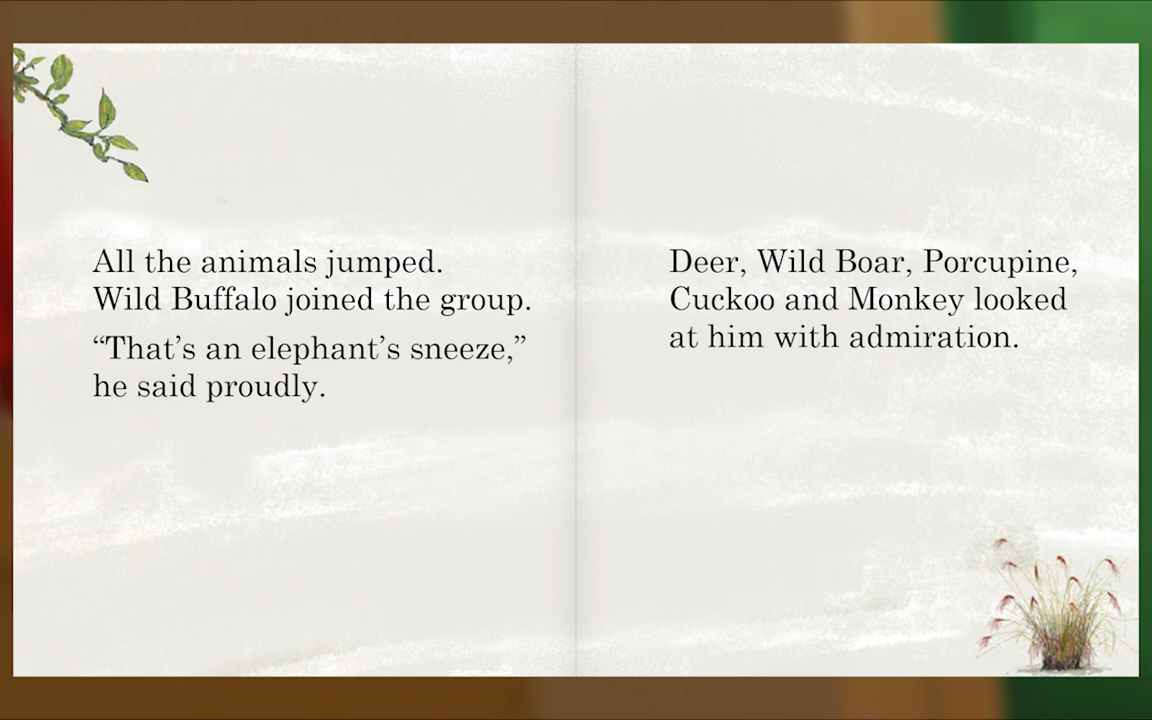 All the animals jumped.
Wild Buffalo joined the group.
“That’s an elephant’s sneeze,”
he said proudly.
Deer, Wild Boar, Porcupine,
Cuckoo and Monkey looked
at him with admiration.